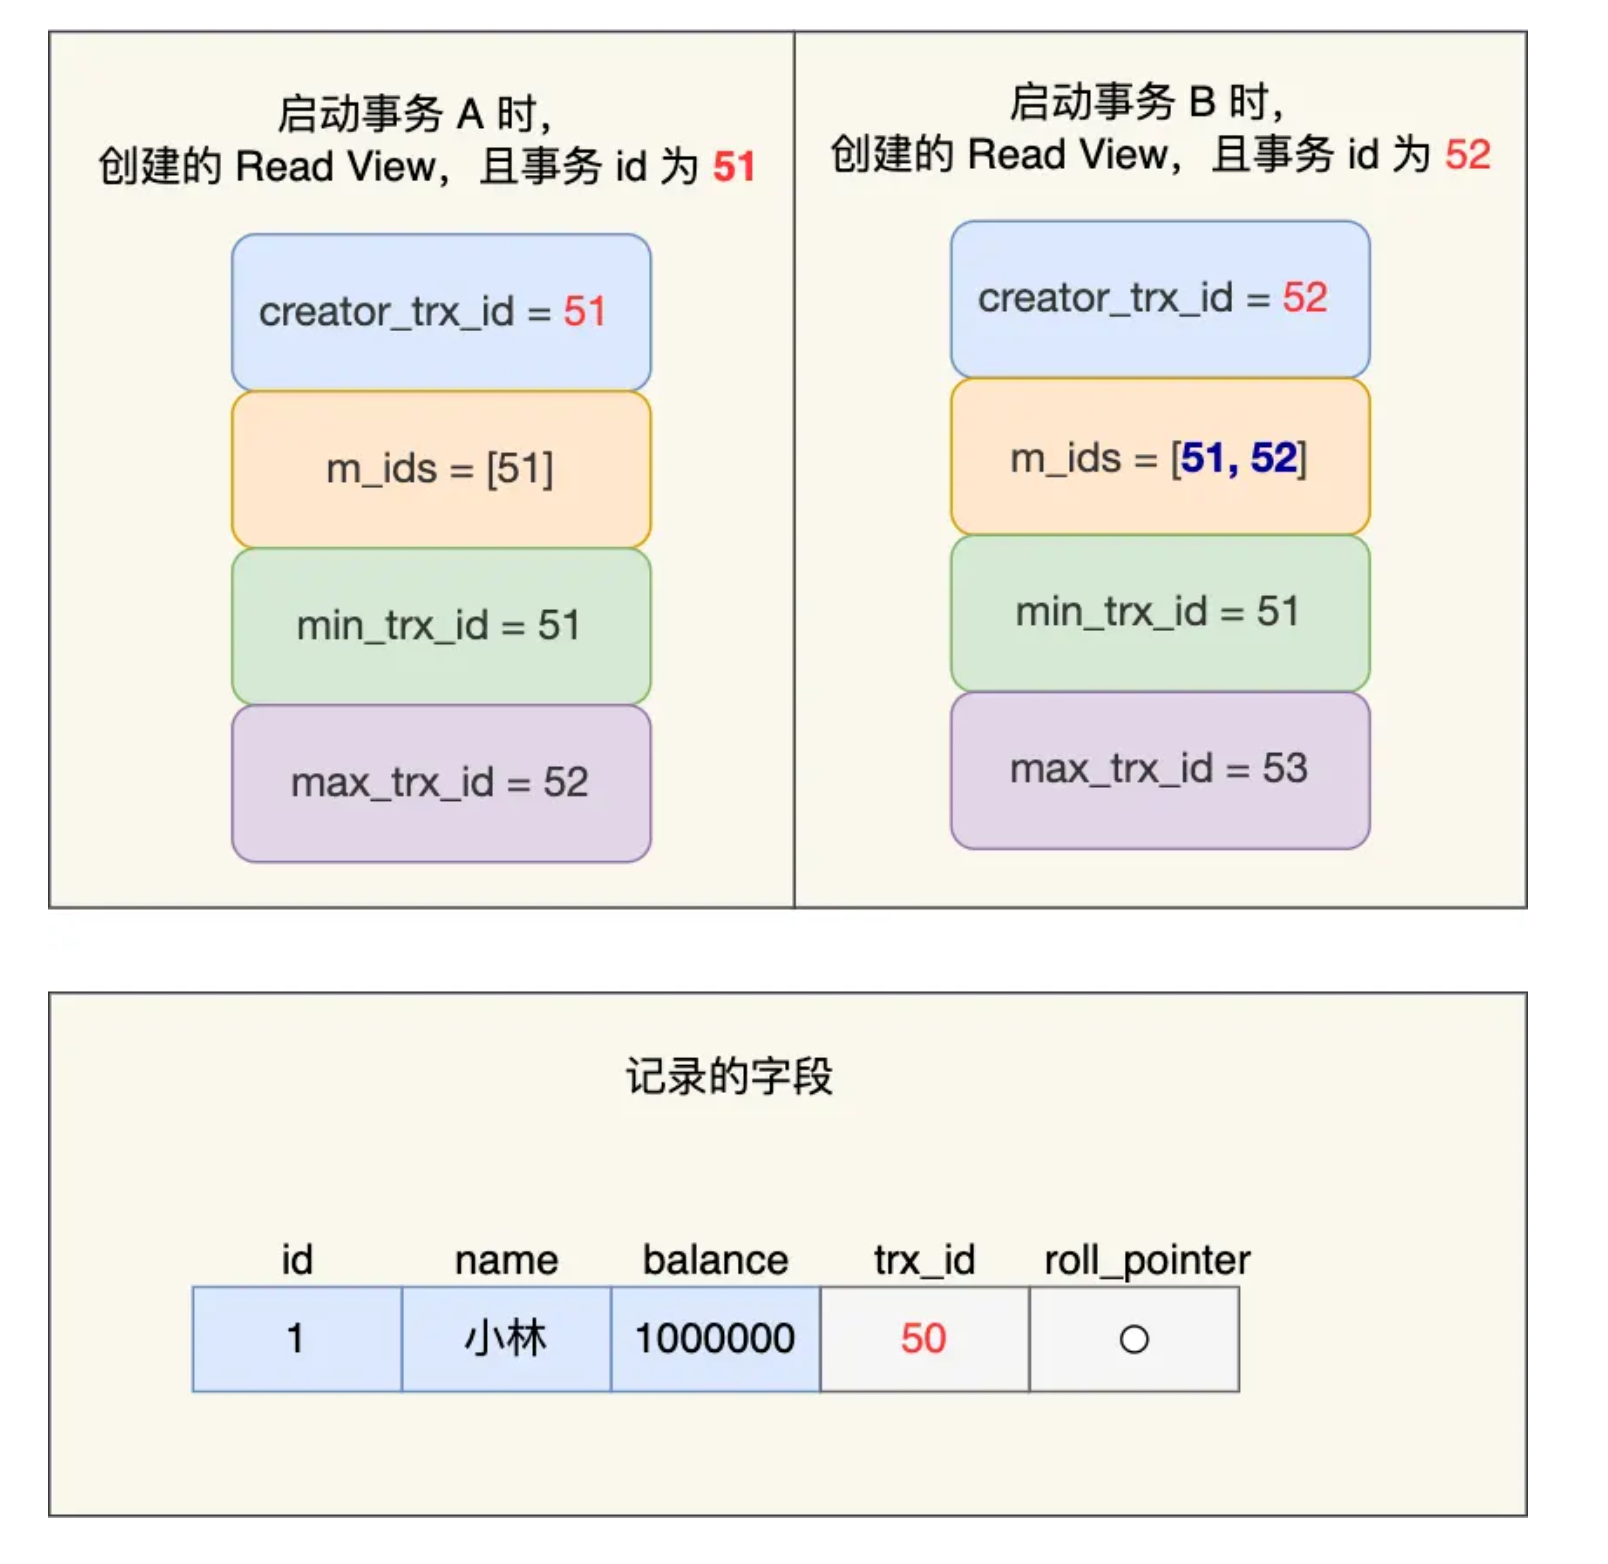 启动事务 A 时，
创建的 Read View，且事务 id 为 51
creator_trx_id = 51
m_ids = [51]
min_trx_id = 51
max_trx_id = 52
启动事务 B 时，
创建的 Read View，且事务 id 为 52
creator_trx_id = 52
m_ids = [51, 52]
min_trx_id = 51
max_trx_id = 53
记录的字段
id name balance trx_id roll_pointer
1 小林 1000000 50